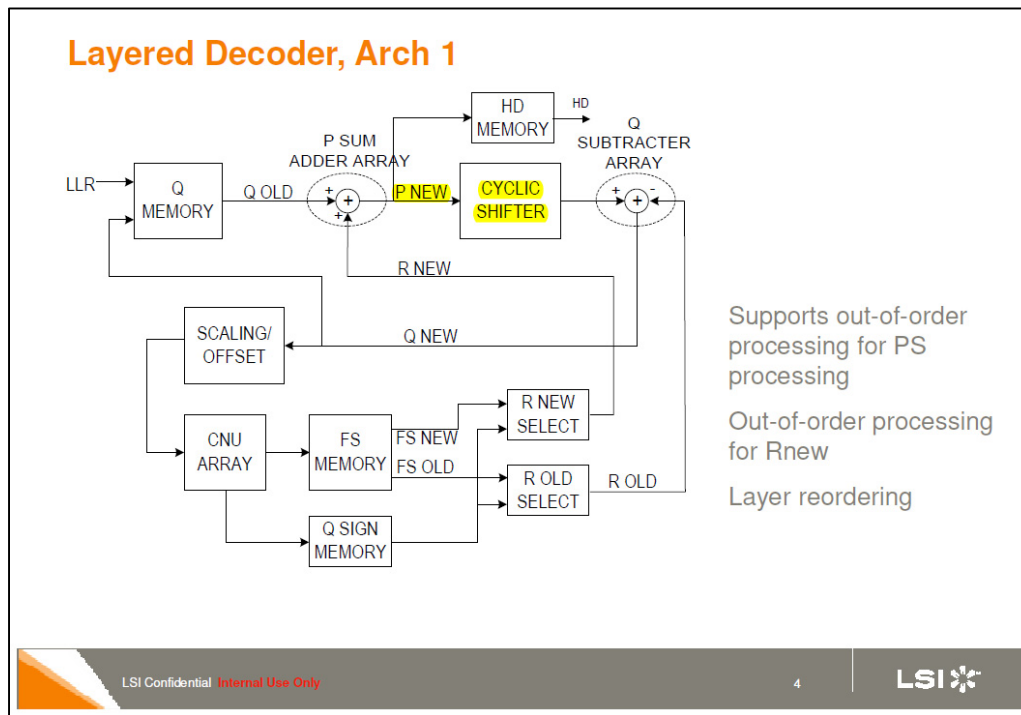 Layered Decoder, Arch 1
HD
MEMORY
HD
P SUM
ADDER ARRAY
Q
SUBTRACTER
ARRAY
LLR
Q
MEMORY
Q OLD
+
+
+
P NEW
CYCLIC
SHIFTER
+
-
+
R NEW
SCALING/
OFFSET
Q NEW
Supports out-of-order
processing for PS
processing
Out-of-order processing
for Rnew
Layer reordering
CNU
ARRAY
FS
MEMORY
FS NEW
FS OLD
R NEW
SELECT
R OLD
SELECT
R OLD
Q SIGN
MEMORY
LSI Confidential Internal Use Only
4
LSI